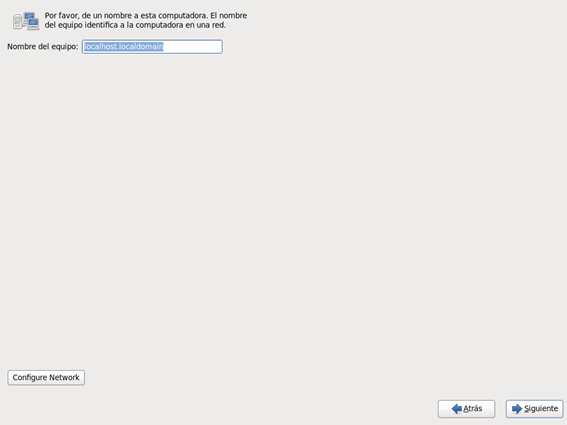 Por favor, de un nombre a esta computadora. El nombre
del equipo identifica a la computadora en una red.
Nombre del equipo: localhost.localdomain
Configure Network
Atrás
Siguiente